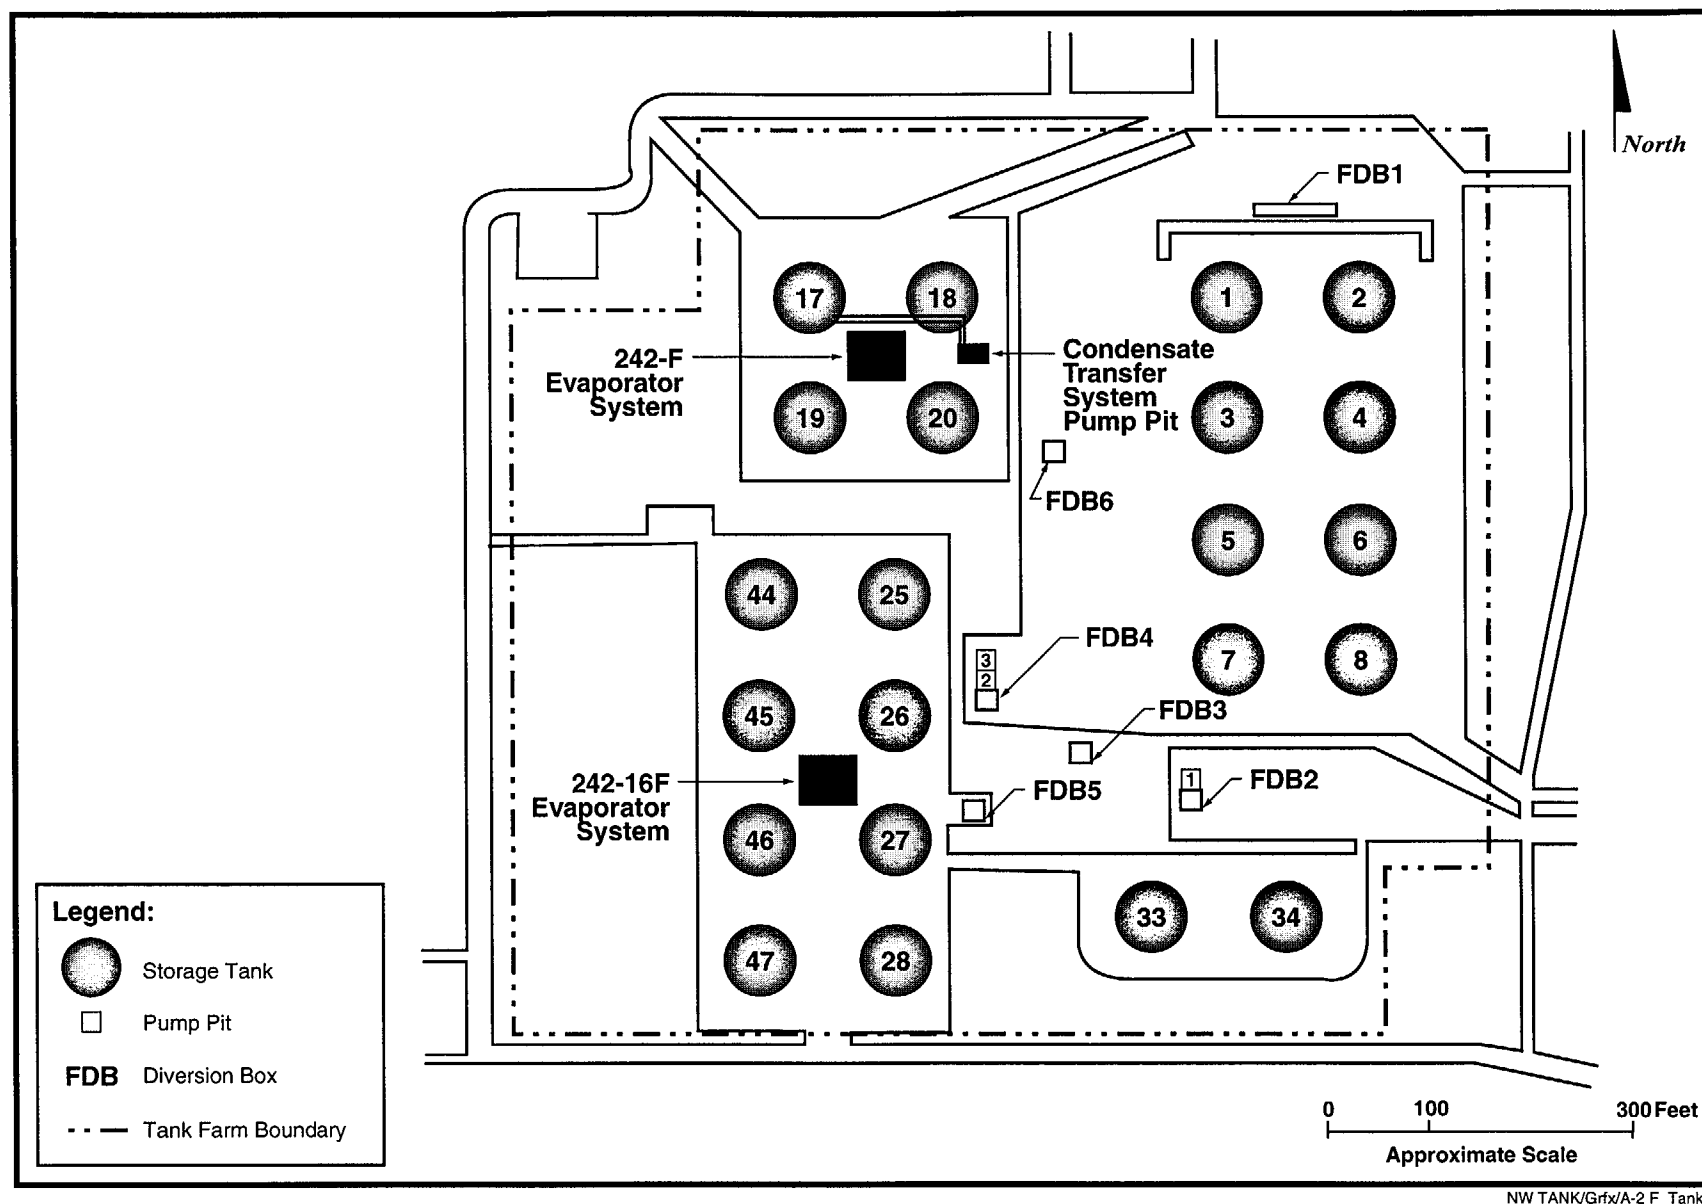 North
FDB1
17
18
1
2
242-F
Evaporator
System
Condensate
Transfer
System
Pump Pit
19
20
3
4
FDB6
5
6
44
25
FDB4
3
2
7
8
45
26
FDB3
242-16F
Evaporator
System
FDB5
1
FDB2
46
27
33
34
47
28
Legend:
Storage Tank
Pump Pit
FDB Diversion Box
Tank Farm Boundary
0 100 300 Feet
Approximate Scale
NW TANK/Grfx/A-2 F_Tank